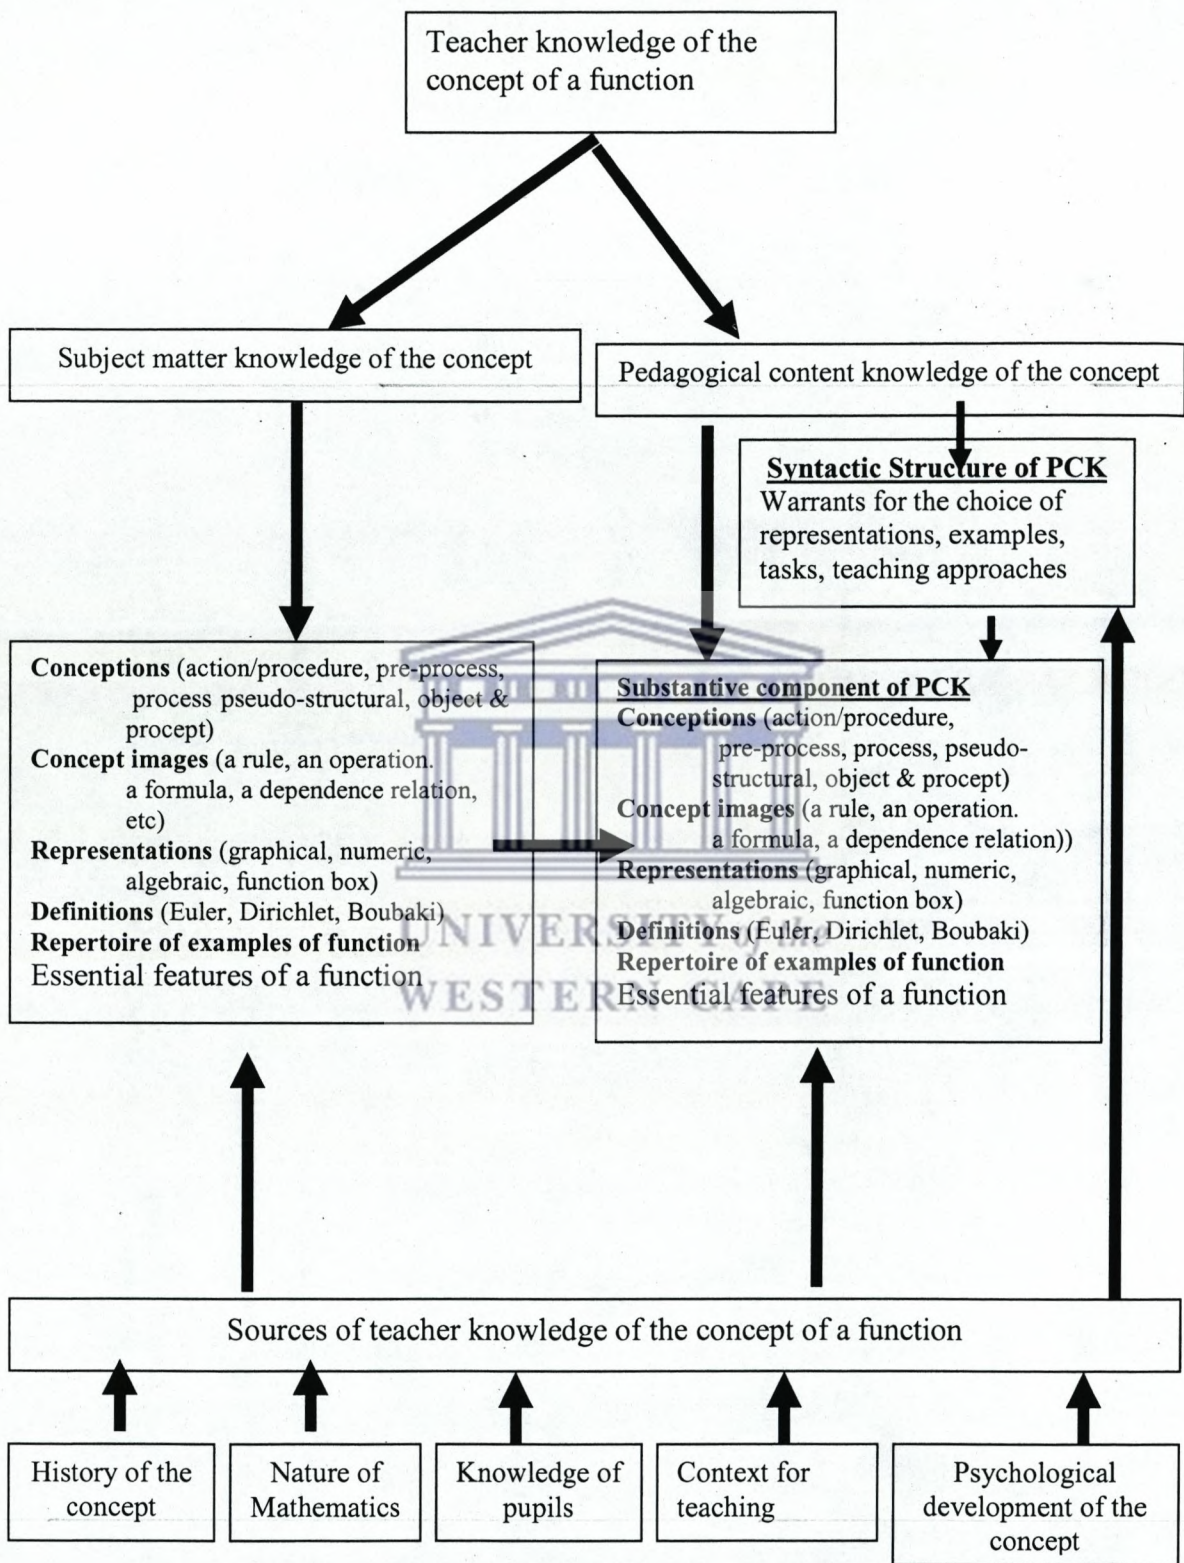 Teacher knowledge of the
concept of a function
Subject matter knowledge of the concept
Pedagogical content knowledge of the concept
Syntactic Structure of PCK
Warrants for the choice of
representations, examples,
tasks, teaching approaches
Conceptions (action/procedure, pre-process,
process pseudo-structural, object &
procept)
Concept images (a rule, an operation.
a formula, a dependence relation,
etc)
Representations (graphical, numeric,
algebraic, function box)
Definitions (Euler, Dirichlet, Boubaki)
Repertoire of examples of function
Essential features of a function
Substantive component of PCK
Conceptions (action/procedure,
pre-process, process, pseudo-
structural, object & procept)
Concept images (a rule, an operation.
a formula, a dependence relation))
Representations (graphical, numeric,
algebraic, function box)
Definitions (Euler, Dirichlet, Boubaki)
Repertoire of examples of function
Essential features of a function
UNIVERSITY of the
WESTERN CAPE
Sources of teacher knowledge of the concept of a function
History of the
concept
Nature of
Mathematics
Knowledge of
pupils
Context for
teaching
Psychological
development of the
concept